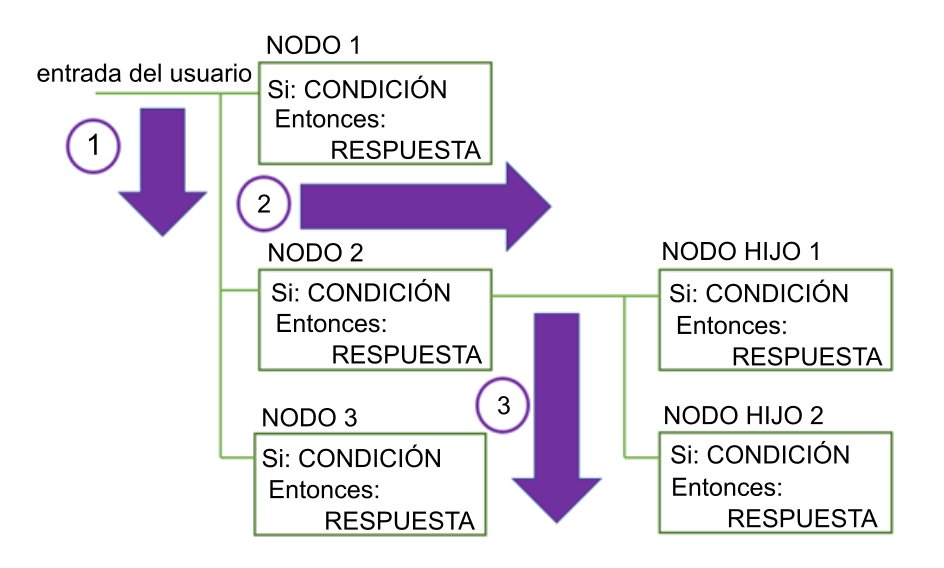 NODO 1
entrada del usuario
Si: CONDICIÓN
Entonces:
RESPUESTA
1
2
NODO 2
Si: CONDICIÓN
Entonces:
RESPUESTA
NODO HIJO 1
Si: CONDICIÓN
Entonces:
RESPUESTA
3
NODO 3
Si: CONDICIÓN
Entonces:
RESPUESTA
NODO HIJO 2
Si: CONDICIÓN
Entonces:
RESPUESTA